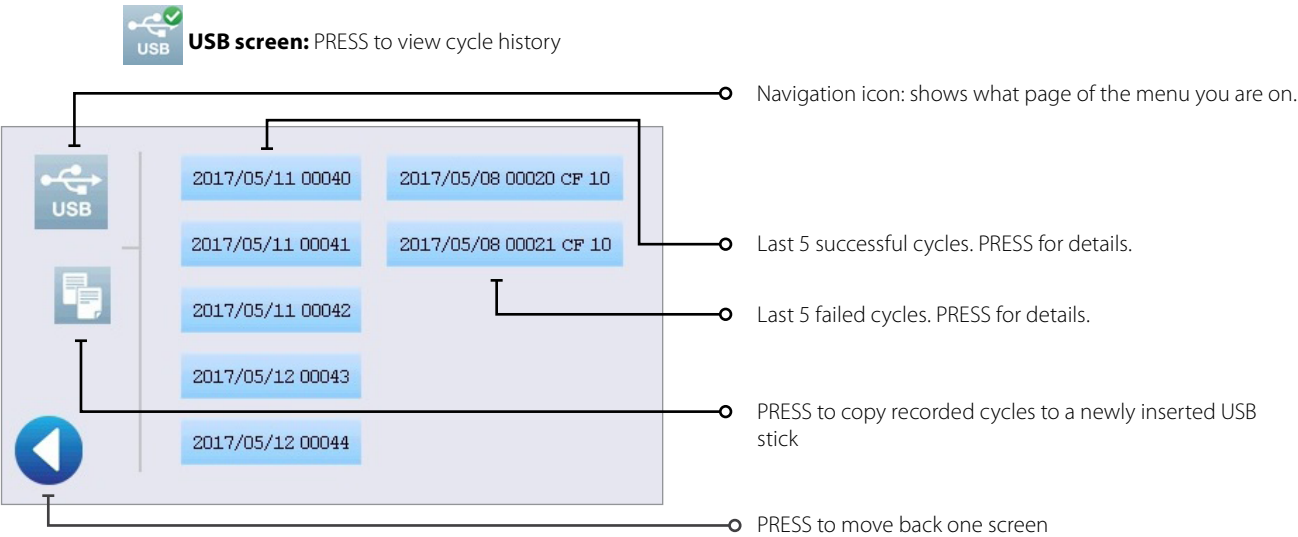 USB
USB screen: PRESS to view cycle history
Navigation icon: shows what page of the menu you are on.
USB
2017/05/11 00040
2017/05/08 00020 CF 10
2017/05/11 00041
2017/05/08 00021 CF 10
Last 5 successful cycles. PRESS for details.
2017/05/11 00042
Last 5 failed cycles. PRESS for details.
2017/05/12 00043
PRESS to copy recorded cycles to a newly inserted USB
stick
2017/05/12 00044
PRESS to move back one screen